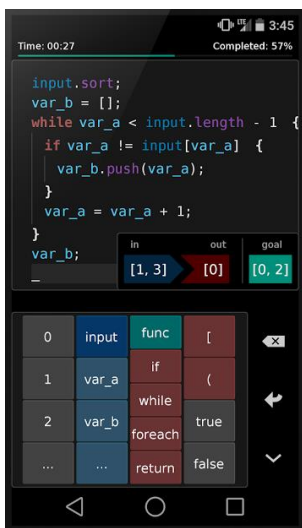 LTE 3:45
Time: 00:27 Completed: 57%
input.sort;
var_b = [];
while var_a < input.length - 1 {
if var_a != input[var_a] {
var_b.push(var_a);
}
var_a = var_a + 1;
}
var_b;
_
in out goal
[1, 3] [0] [0, 2]
0 input func [
1 var_a if (
2 var_b while true
foreach
... ... return false